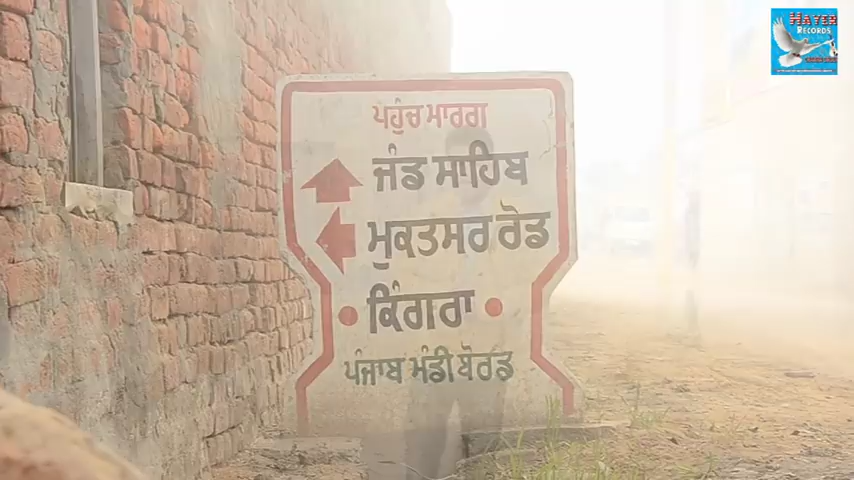 HAYER
RECORDS
ਪਹੁੰਚ ਮਾਰਗ
ਜੰਡ ਸਾਹਿਬ
ਮੁਕਤਸਰ ਰੋਡ
ਕਿੰਗਰਾ
ਪੰਜਾਬ ਮੰਡੀ ਬੋਰਡ